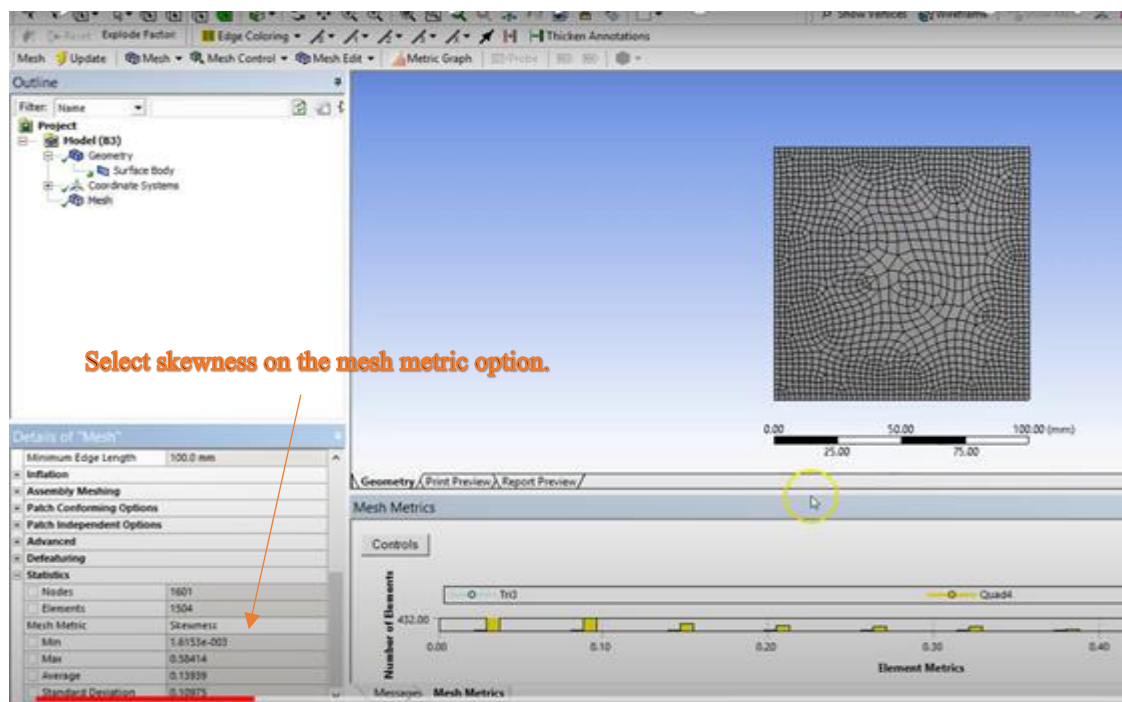 Show Vertices Wireframe
Explode Factor: Edge Coloring Thicken Annotations
Mesh Update Mesh Mesh Control Mesh Edit Metric Graph
Outline
Filter: Name
Project
Model (B3)
Geometry
Surface Body
Coordinate Systems
Mesh
Select skewness on the mesh metric option.
0.00 50.00 100.00 (mm)
25.00 75.00
Details of "Mesh"
Minimum Edge Length 100.0 mm
Inflation
Assembly Meshing
Patch Conforming Options
Patch Independent Options
Advanced
Defeaturing
Statistics
Nodes 1601
Elements 1504
Mesh Metric Skewness
Min 1.6153e-003
Max 0.58414
Average 0.13939
Standard Deviation 0.10975
Geometry Print Preview Report Preview
Mesh Metrics
Controls
Tri3 Quad4
Number of Elements
432.00
0.00 0.10 0.20 0.30 0.40
Element Metrics
Messages Mesh Metrics